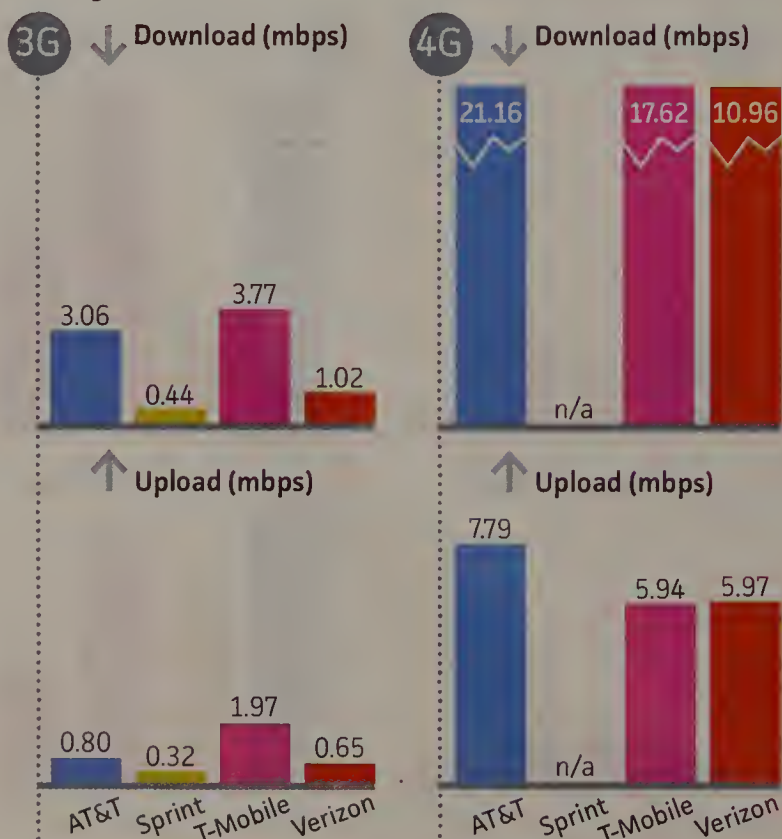 3G
Download (mbps)
3.06
0.44
3.77
1.02
Upload (mbps)
0.80
0.32
1.97
0.65
AT&T
Sprint
T-Mobile
Verizon
4G
Download (mbps)
21.16
n/a
17.62
10.96
Upload (mbps)
7.79
n/a
5.94
5.97
AT&T
Sprint
T-Mobile
Verizon